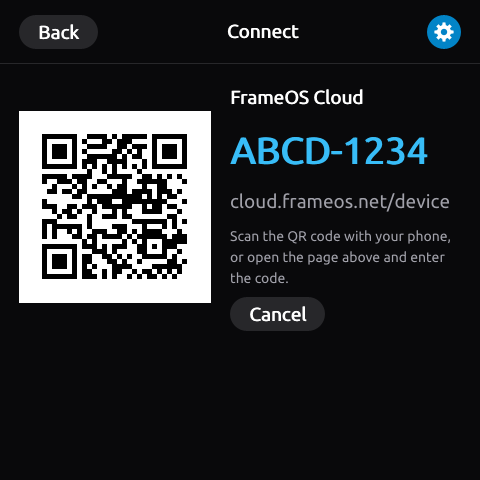 Back
Connect
FrameOS Cloud
ABCD-1234
cloud.frameos.net/device
Scan the QR code with your phone,
or open the page above and enter
the code.
Cancel